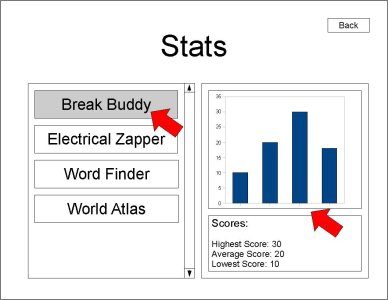 Back
Stats
Break Buddy
Electrical Zapper
Word Finder
World Atlas
35
30
25
20
15
10
5
0
Scores:
Highest Score: 30
Average Score: 20
Lowest Score: 10